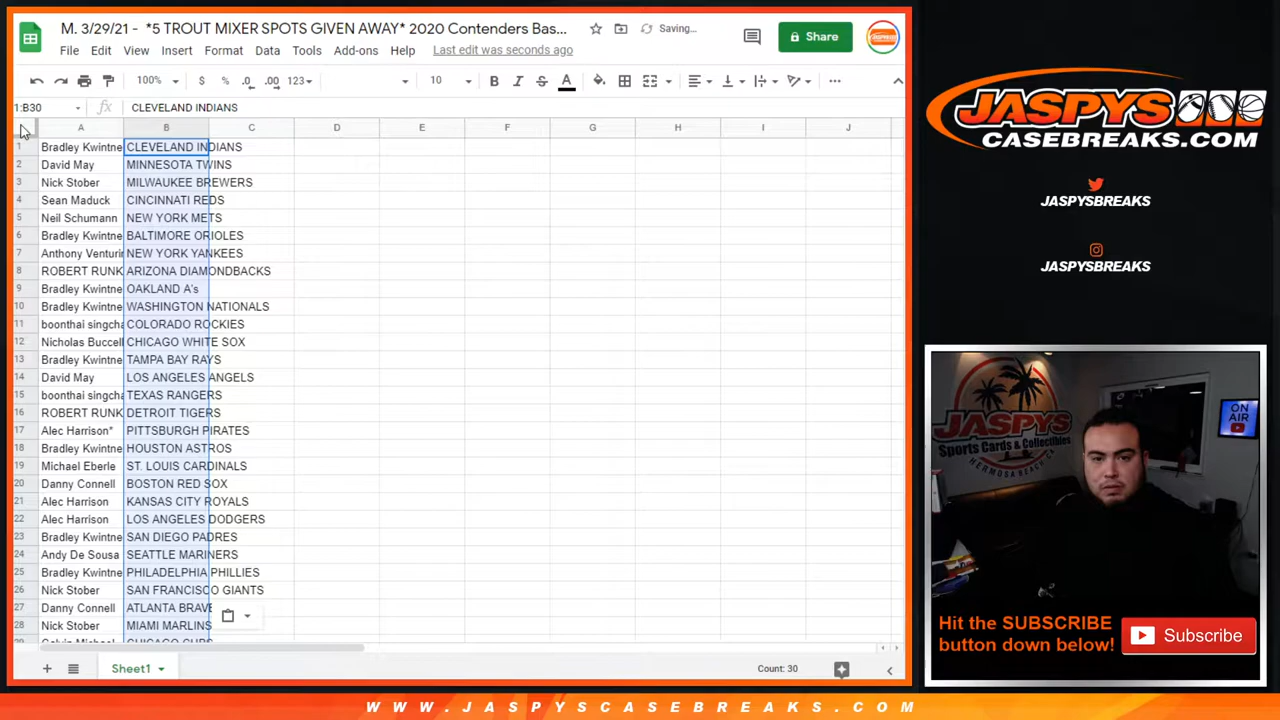 M. 3/29/21 - *5 TROUT MIXER SPOTS GIVEN AWAY* 2020 Contenders Bas...
Saving...
Share
File Edit View Insert Format Data Tools Add-ons Help Last edit was seconds ago
100% $ % .0 .00 123 10 B I S A
1:B30 fx CLEVELAND INDIANS
A B C D E F G H I J
1 Bradley Kwintne CLEVELAND INDIANS
2 David May MINNESOTA TWINS
3 Nick Stober MILWAUKEE BREWERS
4 Sean Maduck CINCINNATI REDS
5 Neil Schumann NEW YORK METS
6 Bradley Kwintne BALTIMORE ORIOLES
7 Anthony Venturin NEW YORK YANKEES
8 ROBERT RUNK ARIZONA DIAMONDBACKS
9 Bradley Kwintne OAKLAND A's
10 Bradley Kwintne WASHINGTON NATIONALS
11 boonthai singcha COLORADO ROCKIES
12 Nicholas Buccell CHICAGO WHITE SOX
13 Bradley Kwintne TAMPA BAY RAYS
14 David May LOS ANGELES ANGELS
15 boonthai singcha TEXAS RANGERS
16 ROBERT RUNK DETROIT TIGERS
17 Alec Harrison* PITTSBURGH PIRATES
18 Bradley Kwintne HOUSTON ASTROS
19 Michael Eberle ST. LOUIS CARDINALS
20 Danny Connell BOSTON RED SOX
21 Alec Harrison KANSAS CITY ROYALS
22 Alec Harrison LOS ANGELES DODGERS
23 Bradley Kwintne SAN DIEGO PADRES
24 Andy De Sousa SEATTLE MARINERS
25 Bradley Kwintne PHILADELPHIA PHILLIES
26 Nick Stober SAN FRANCISCO GIANTS
27 Danny Connell ATLANTA BRAVE
28 Nick Stober MIAMI MARLINS
29 Calvin Michael CHICAGO CUBS
Sheet1
Count: 30
JASPYS
CASEBREAKS.COM
JASPYSBREAKS
JASPYSBREAKS
JASPYS
Sports Cards & Collectibles
HERMOSA BEACH CA
ON
AIR
Hit the SUBSCRIBE
button down below!
Subscribe
WWW.JASPYSCASEBREAKS.COM